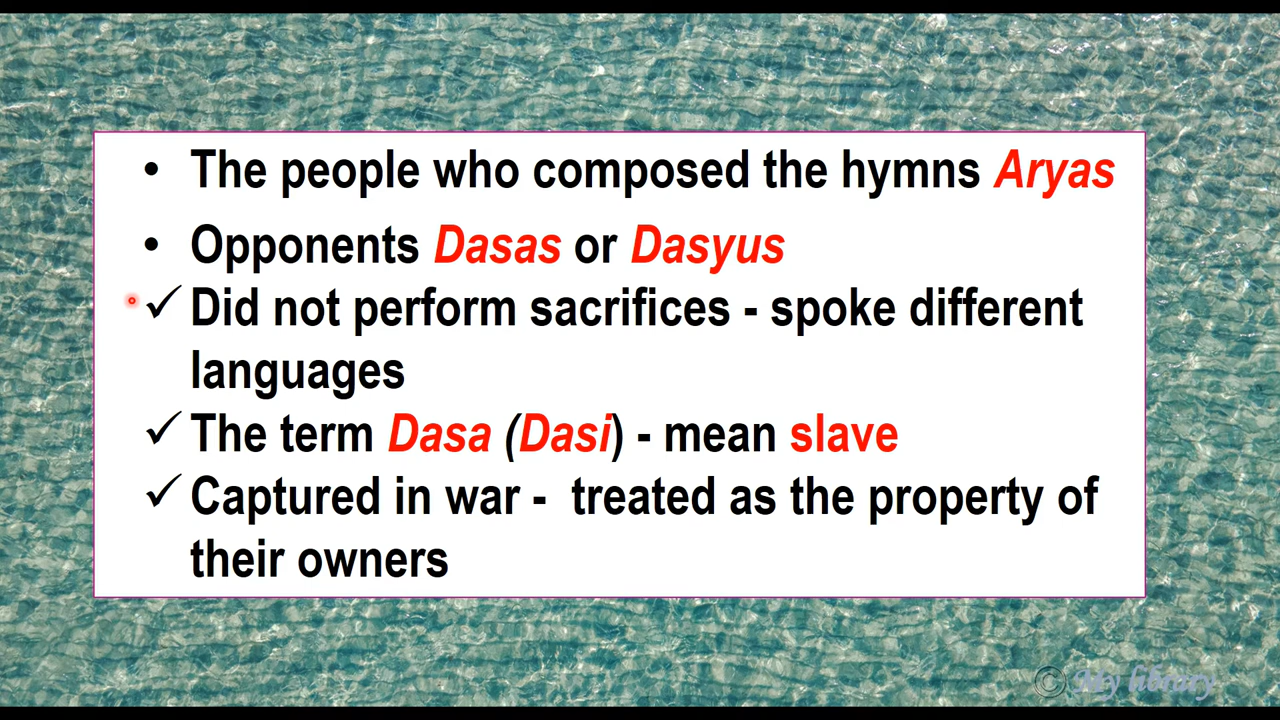 • The people who composed the hymns Aryas
• Opponents Dasas or Dasyus
✓ Did not perform sacrifices - spoke different
languages
✓ The term Dasa (Dasi) - mean slave
✓ Captured in war - treated as the property of
their owners
© My library